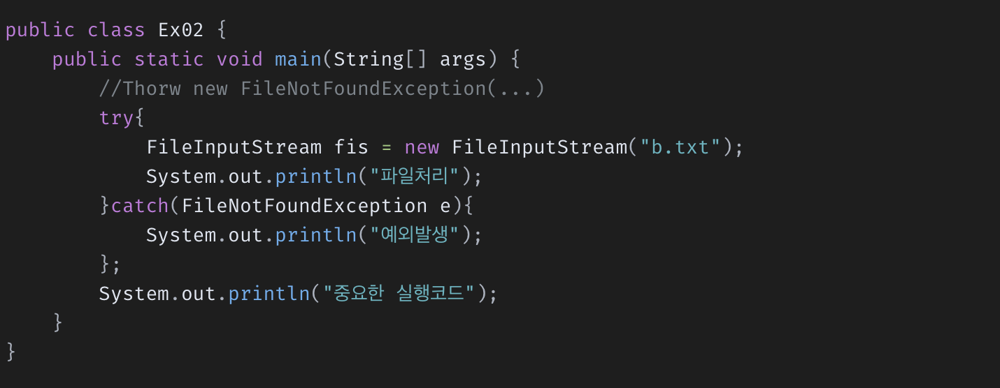 public class Ex02 {
    public static void main(String[] args) {
        //Thorw new FileNotFoundException(...)
        try{
            FileInputStream fis = new FileInputStream("b.txt");
            System.out.println("파일처리");
        }catch(FileNotFoundException e){
            System.out.println("예외발생");
        };
        System.out.println("중요한 실행코드");
    }
}